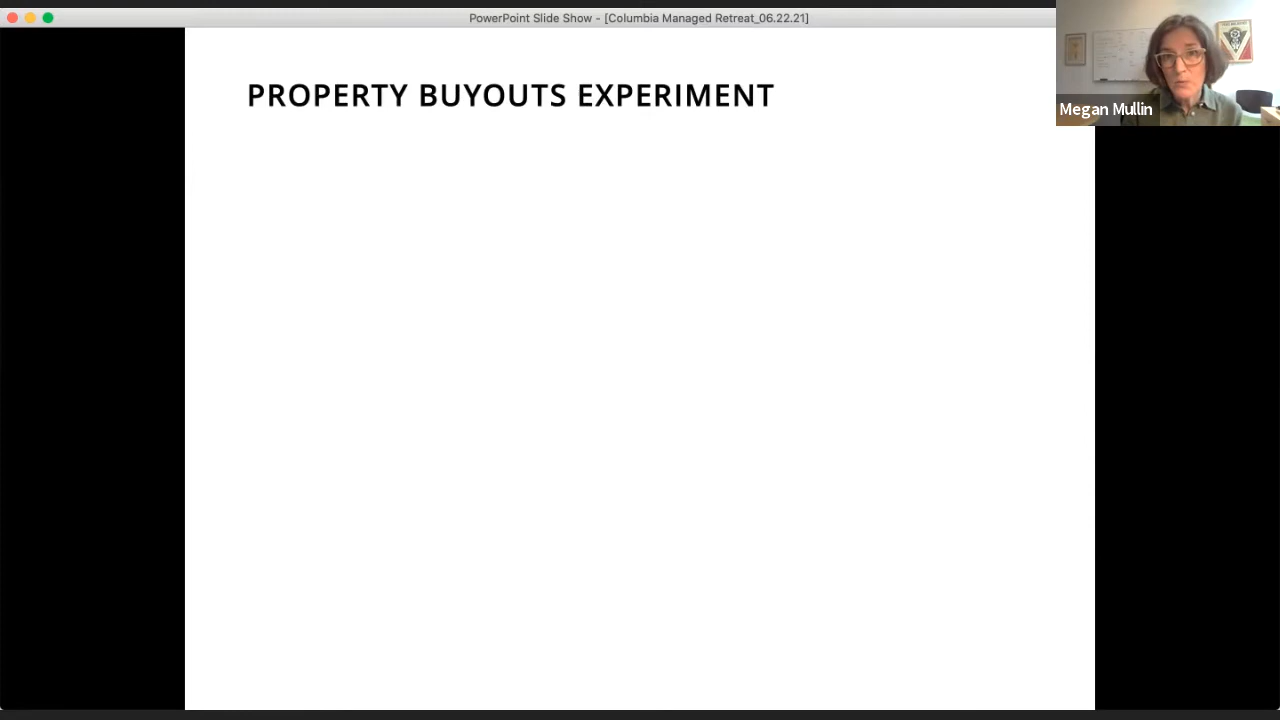 PowerPoint Slide Show - [Columbia Managed Retreat_06.22.21]
PROPERTY BUYOUTS EXPERIMENT
Megan Mullin